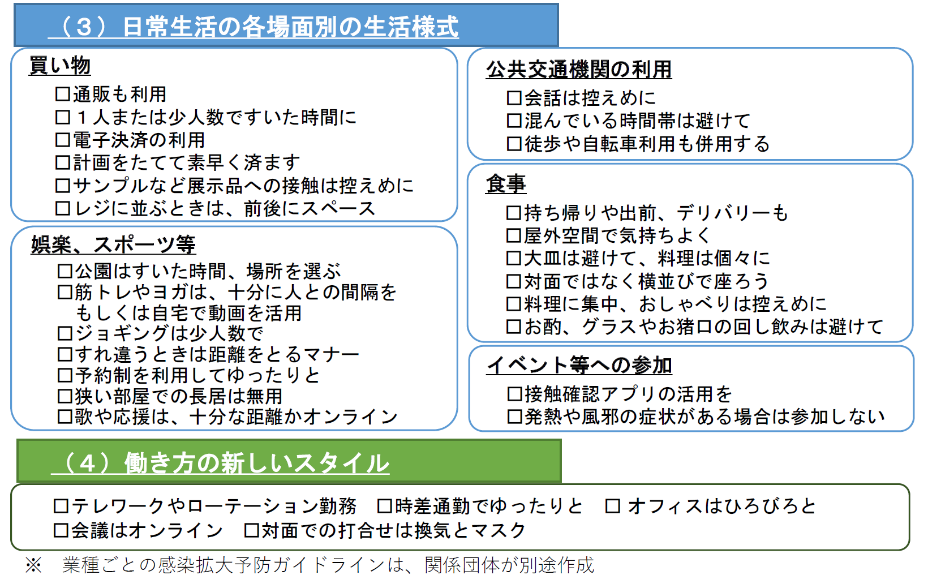 （３）日常生活の各場面別の生活様式
買い物
□通販も利用
□１人または少人数ですいた時間に
□電子決済の利用
□計画をたてて素早く済ます
□サンプルなど展示品への接触は控えめに
□レジに並ぶときは、前後にスペース
娯楽、スポーツ等
□公園はすいた時間、場所を選ぶ
□筋トレやヨガは、十分に人との間隔を
もしくは自宅で動画を活用
□ジョギングは少人数で
□すれ違うときは距離をとるマナー
□予約制を利用してゆったりと
□狭い部屋での長居は無用
□歌や応援は、十分な距離かオンライン
公共交通機関の利用
□会話は控えめに
□混んでいる時間帯は避けて
□徒歩や自転車利用も併用する
食事
□持ち帰りや出前、デリバリーも
□屋外空間で気持ちよく
□大皿は避けて、料理は個々に
□対面ではなく横並びで座ろう
□料理に集中、おしゃべりは控えめに
□お酌、グラスやお猪口の回し飲みは避けて
イベント等への参加
□接触確認アプリの活用を
□発熱や風邪の症状がある場合は参加しない
（４）働き方の新しいスタイル
□テレワークやローテーション勤務　□時差通勤でゆったりと　□ オフィスはひろびろと
□会議はオンライン　□対面での打合せは換気とマスク
※　業種ごとの感染拡大予防ガイドラインは、関係団体が別途作成